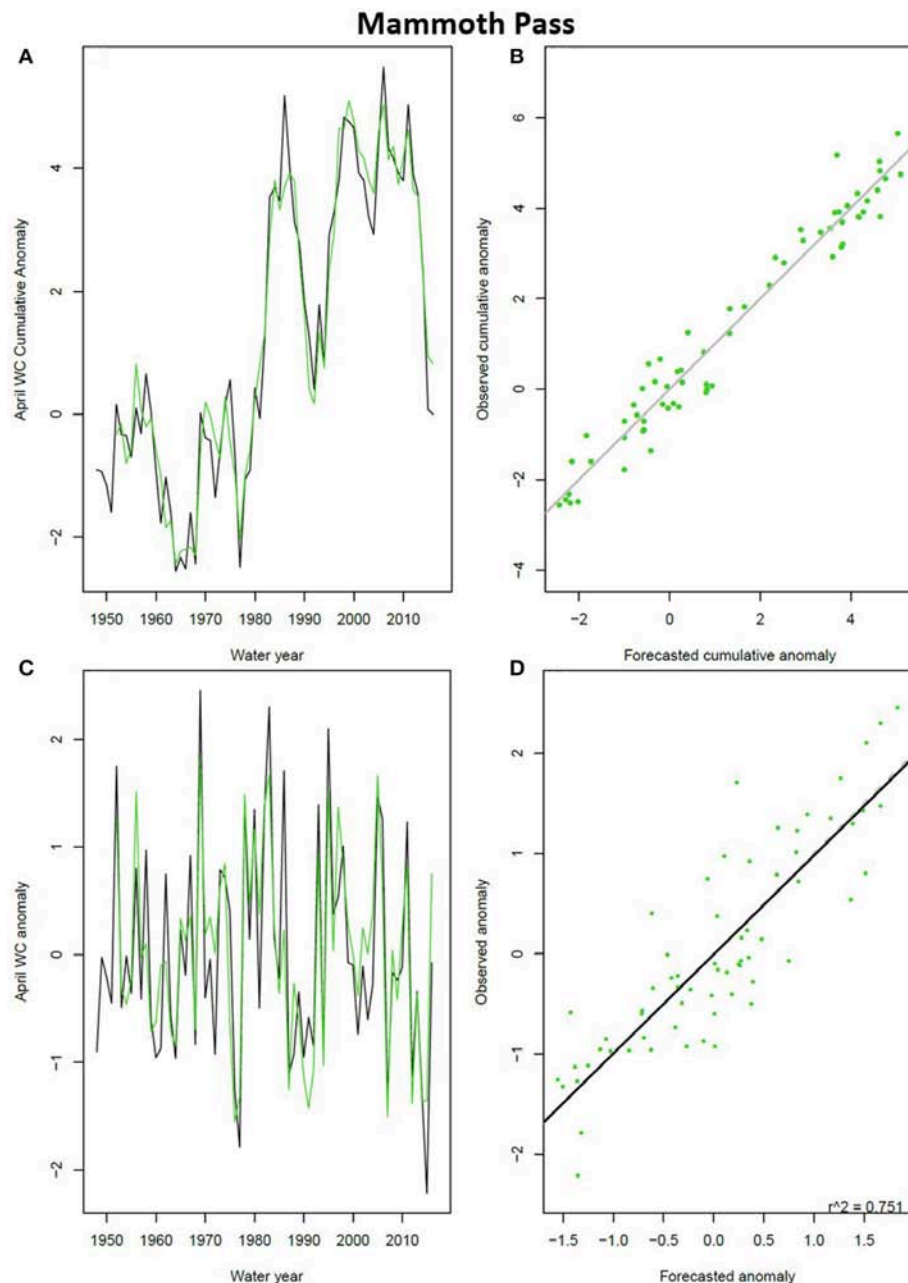 Mammoth Pass
A
April WC Cumulative Anomaly
4
2
0
−2
1950 1960 1970 1980 1990 2000 2010
Water year
B
Observed cumulative anomaly
6
4
2
0
−2
−4
−2 0 2 4
Forecasted cumulative anomaly
C
April WC anomaly
2
1
0
−1
−2
1950 1960 1970 1980 1990 2000 2010
Water year
D
Observed anomaly
2
1
0
−1
−2
r^2 = 0.751
−1.5 −1.0 −0.5 0.0 0.5 1.0 1.5
Forecasted anomaly